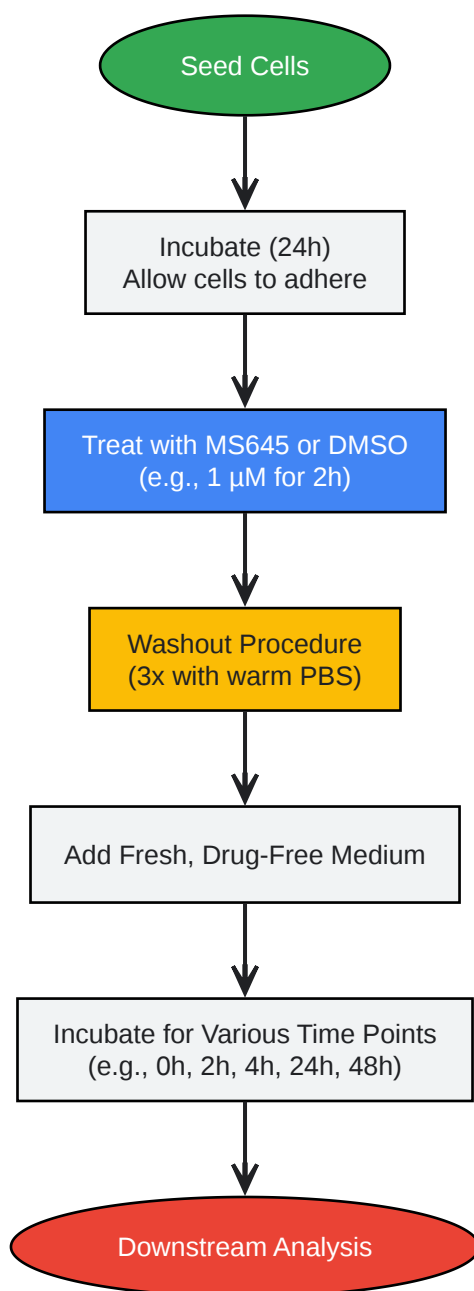 Seed Cells
Incubate (24h)
Allow cells to adhere
Treat with MS645 or DMSO
(e.g., 1 µM for 2h)
Washout Procedure
(3x with warm PBS)
Add Fresh, Drug-Free Medium
Incubate for Various Time Points
(e.g., 0h, 2h, 4h, 24h, 48h)
Downstream Analysis